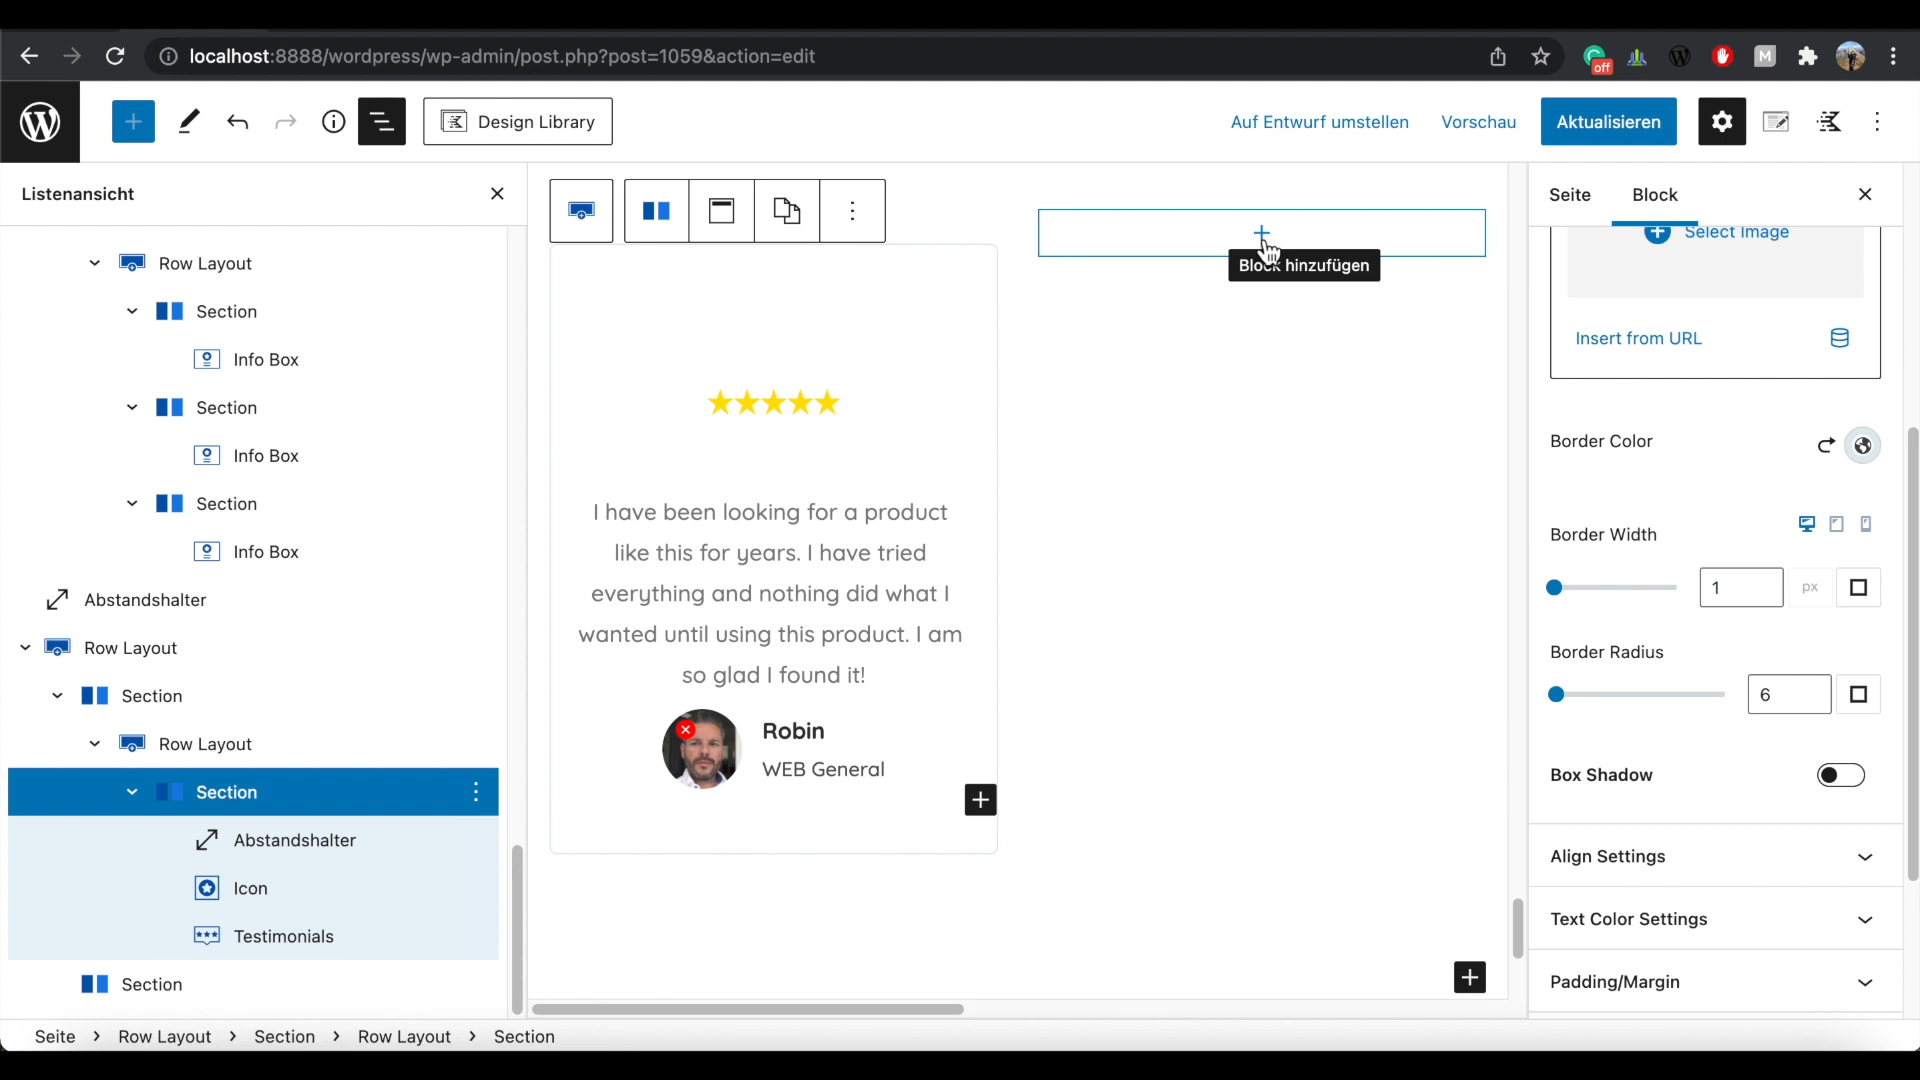 localhost:8888/wordpress/wp-admin/post.php?post=1059&action=edit
off
M
Design Library
Auf Entwurf umstellen
Vorschau
Aktualisieren
Listenansicht
Row Layout
Section
Info Box
Section
Info Box
Section
Info Box
Abstandshalter
Row Layout
Section
Row Layout
Section
Abstandshalter
Icon
Testimonials
Section
Block hinzufügen
I have been looking for a product
like this for years. I have tried
everything and nothing did what I
wanted until using this product. I am
so glad I found it!
Robin
WEB General
Seite
Block
Select Image
Insert from URL
Border Color
Border Width
1
px
Border Radius
6
Box Shadow
Align Settings
Text Color Settings
Padding/Margin
Seite > Row Layout > Section > Row Layout > Section